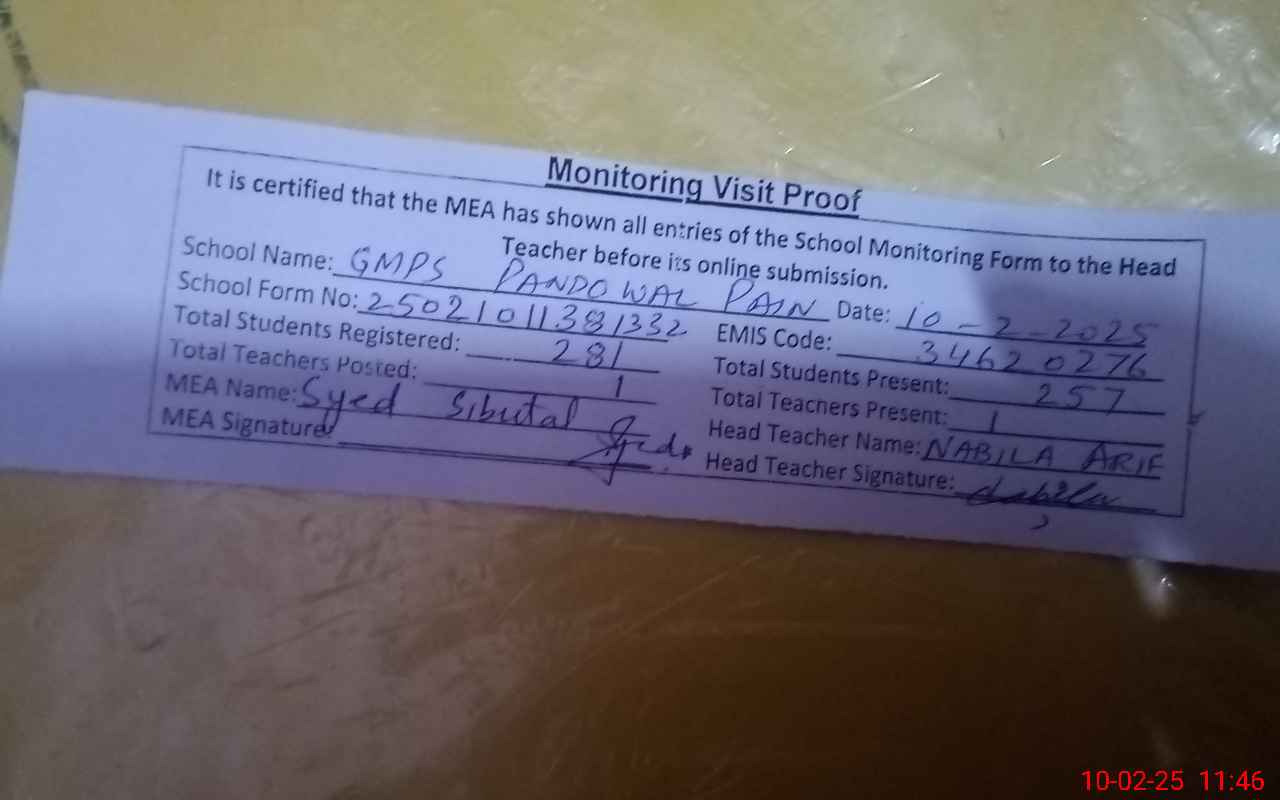 Monitoring Visit Proof
It is certified that the MEA has shown all entries of the School Monitoring Form to the Head
Teacher before its online submission.
School Name: GMPS PANDOWAL PAIN Date: 10-2-2025
School Form No: 25021011381332 EMIS Code: 34620276
Total Students Registered: 281 Total Students Present: 257
Total Teachers Posted: 1 Total Teachers Present: 1
MEA Name: Syed Sibutal Head Teacher Name: NABILA ARIF
MEA Signature: Head Teacher Signature: Nabila
10-02-25 11:46